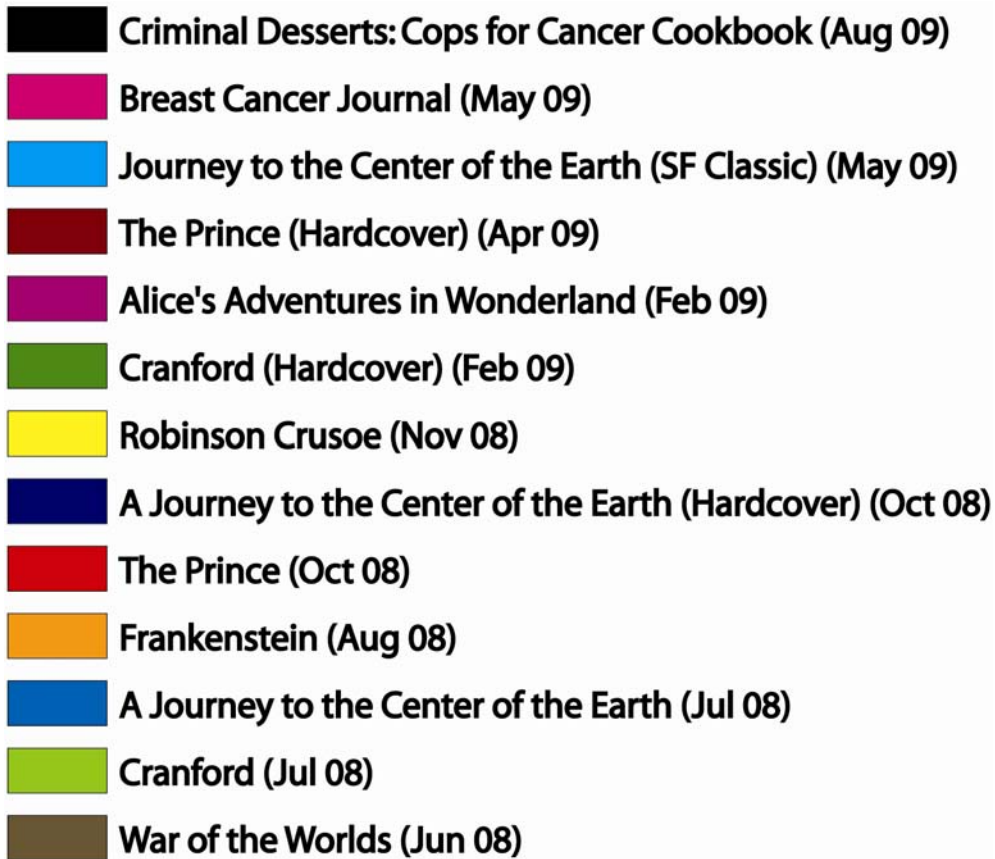 Criminal Desserts: Cops for Cancer Cookbook (Aug 09)
Breast Cancer Journal (May 09)
Journey to the Center of the Earth (SF Classic) (May 09)
The Prince (Hardcover) (Apr 09)
Alice's Adventures in Wonderland (Feb 09)
Cranford (Hardcover) (Feb 09)
Robinson Crusoe (Nov 08)
A Journey to the Center of the Earth (Hardcover) (Oct 08)
The Prince (Oct 08)
Frankenstein (Aug 08)
A Journey to the Center of the Earth (Jul 08)
Cranford (Jul 08)
War of the Worlds (Jun 08)